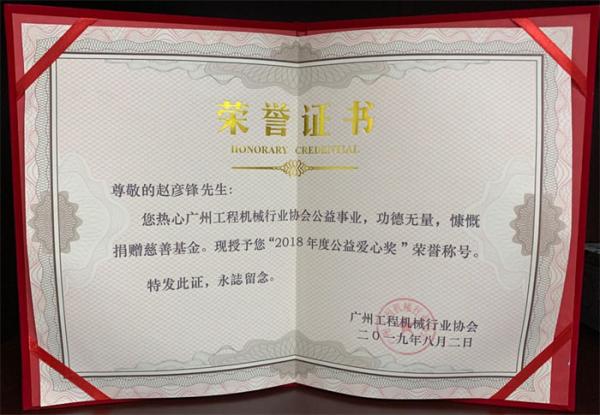 荣誉证书
HONORARY CREDENTIAL
尊敬的赵彦锋先生：
您热心广州工程机械行业协会公益事业，功德无量，慷慨
捐赠慈善基金。现授予您“2018年度公益爱心奖”荣誉称号。
特发此证，永誌留念。
广州工程机械行业协会
二〇一九年八月二日